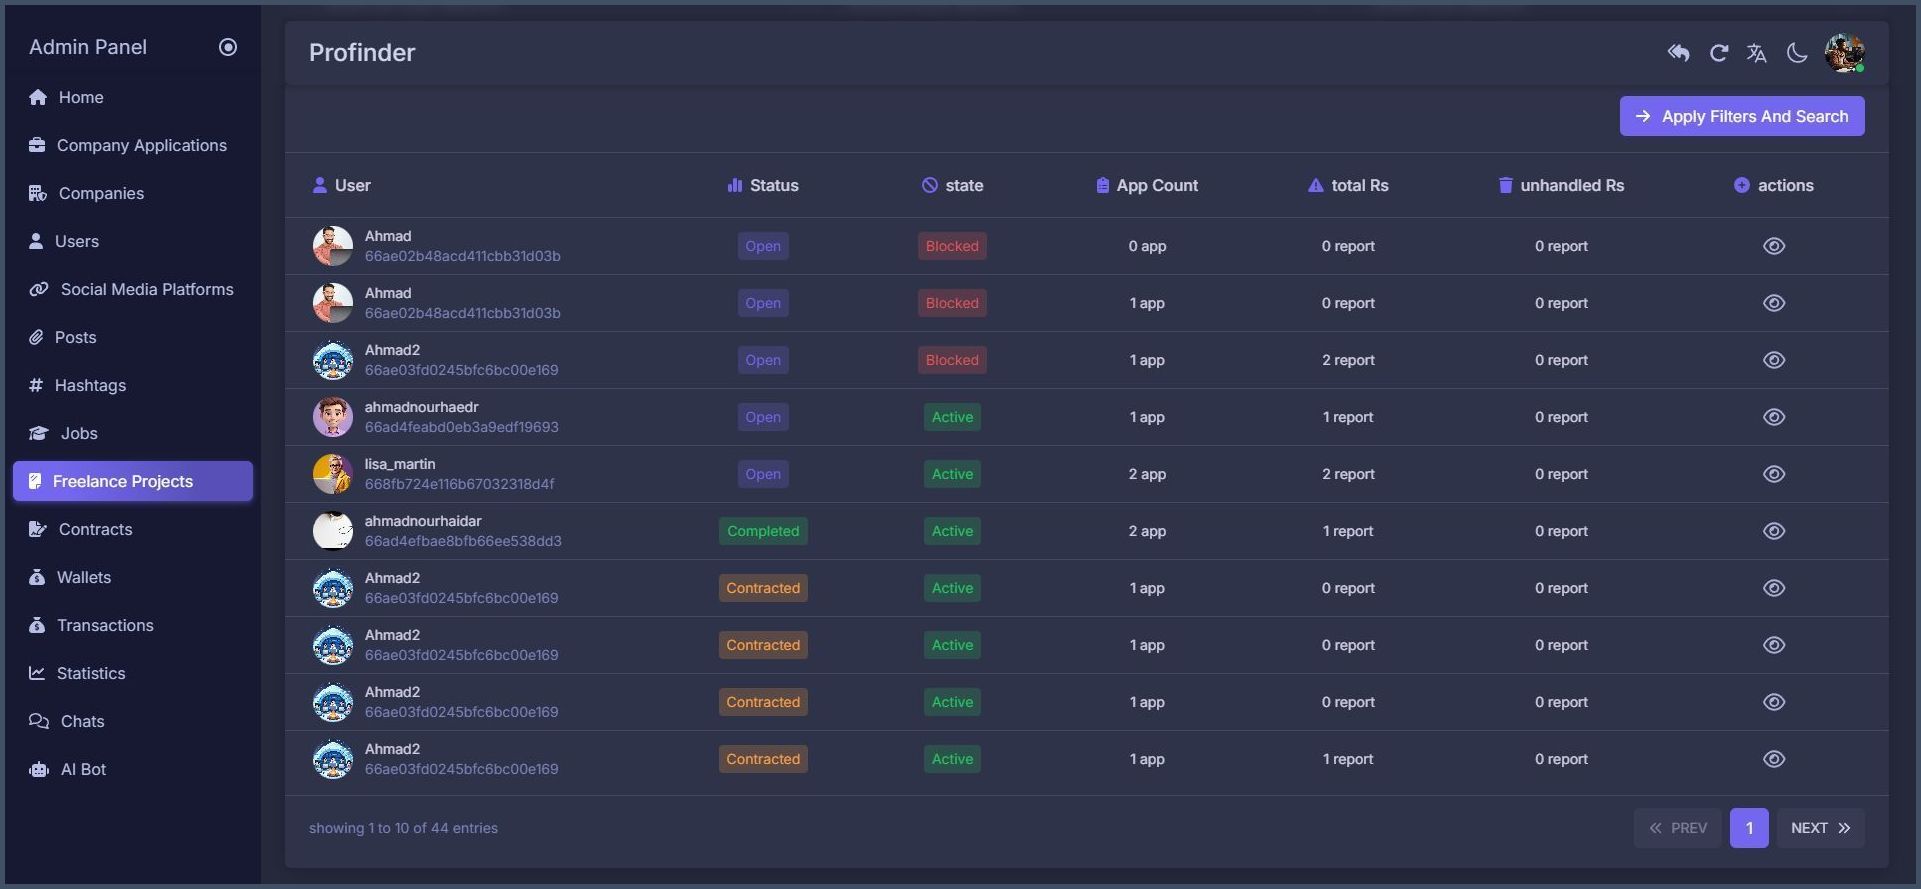 Admin Panel
Home
Company Applications
Companies
Users
Social Media Platforms
Posts
Hashtags
Jobs
Freelance Projects
Contracts
Wallets
Transactions
Statistics
Chats
AI Bot
Profinder
Apply Filters And Search
User Status state App Count total Rs unhandled Rs actions
Ahmad
66ae02b48acd411cbb31d03b
Open Blocked 0 app 0 report 0 report
Ahmad
66ae02b48acd411cbb31d03b
Open Blocked 1 app 0 report 0 report
Ahmad2
66ae03fd0245bfc6bc00e169
Open Blocked 1 app 2 report 0 report
ahmadnourhaedr
66ad4feabd0eb3a9edf19693
Open Active 1 app 1 report 0 report
lisa_martin
668fb724e116b67032318d4f
Open Active 2 app 2 report 0 report
ahmadnourhaidar
66ad4efbae8bfb66ee538dd3
Completed Active 2 app 1 report 0 report
Ahmad2
66ae03fd0245bfc6bc00e169
Contracted Active 1 app 0 report 0 report
Ahmad2
66ae03fd0245bfc6bc00e169
Contracted Active 1 app 0 report 0 report
Ahmad2
66ae03fd0245bfc6bc00e169
Contracted Active 1 app 0 report 0 report
Ahmad2
66ae03fd0245bfc6bc00e169
Contracted Active 1 app 1 report 0 report
showing 1 to 10 of 44 entries
PREV 1 NEXT